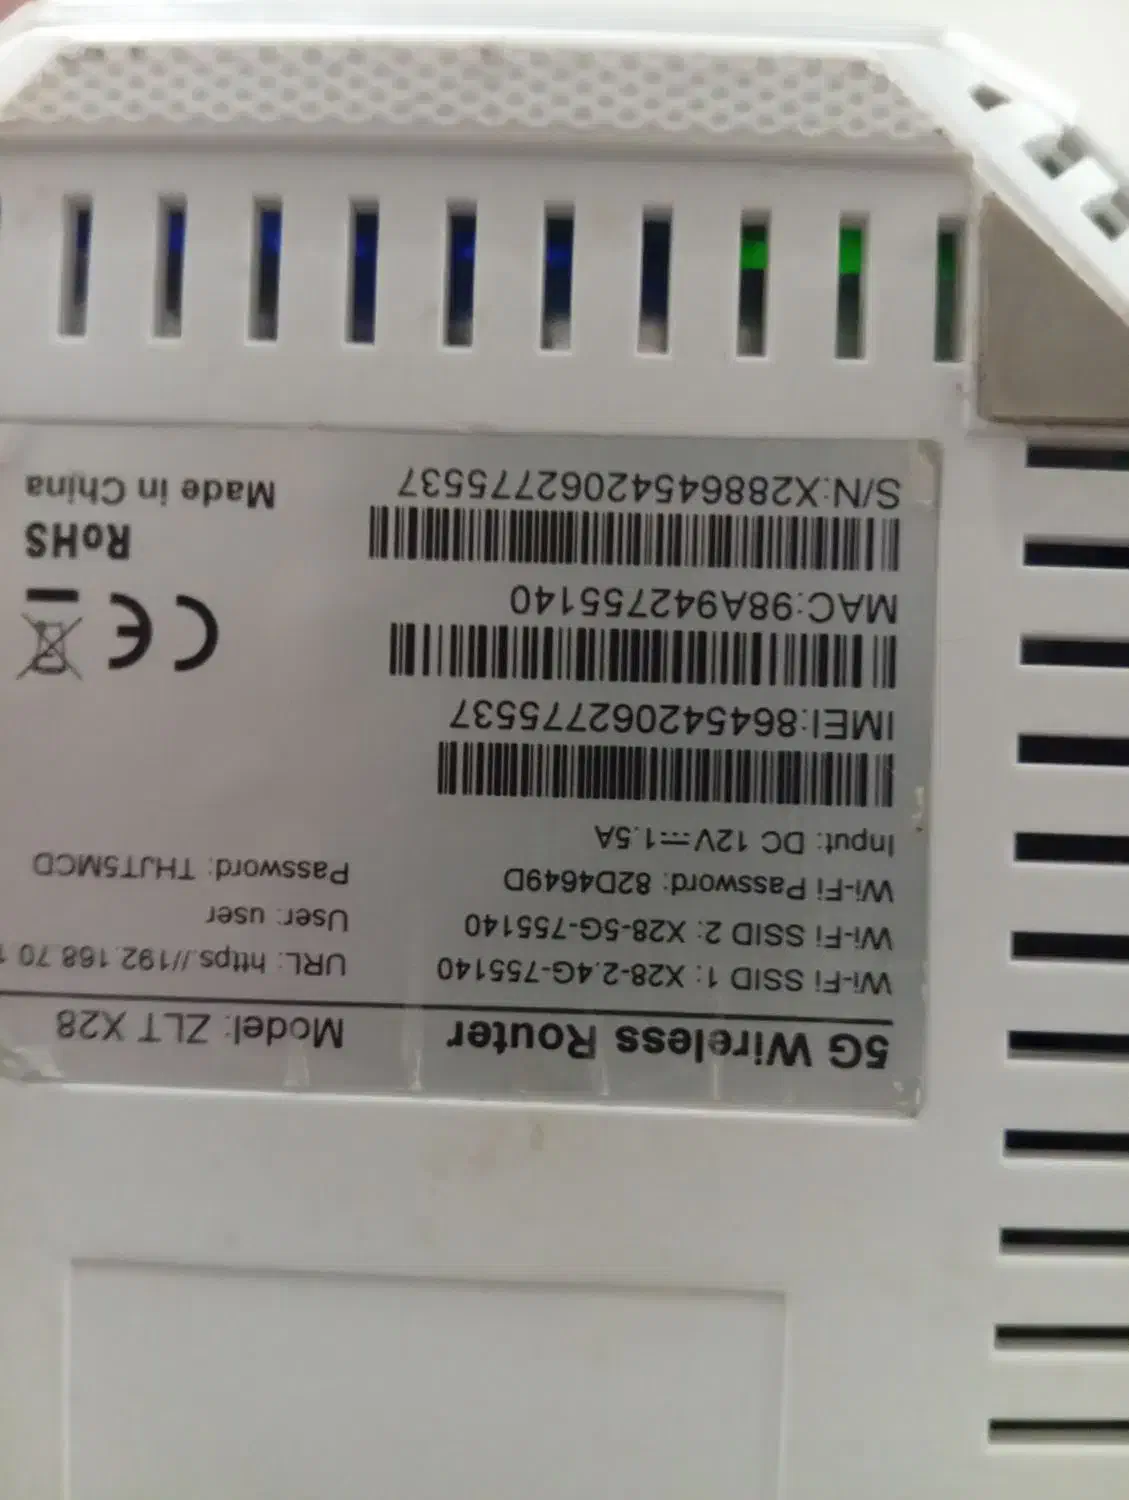 5G Wireless Router
Model: ZLT X28
Wi-Fi SSID 1: X28-2.4G-755140
Wi-Fi SSID 2: X28-5G-755140
Wi-Fi Password: 82D4649D
Input: DC 12V⎓1.5A
URL: https://192.168.70.1
User: user
Password: THJT5MCD
IMEI:864542062775537
MAC:98A942755140
S/N:X28864542062775537
CE
RoHS
Made in China